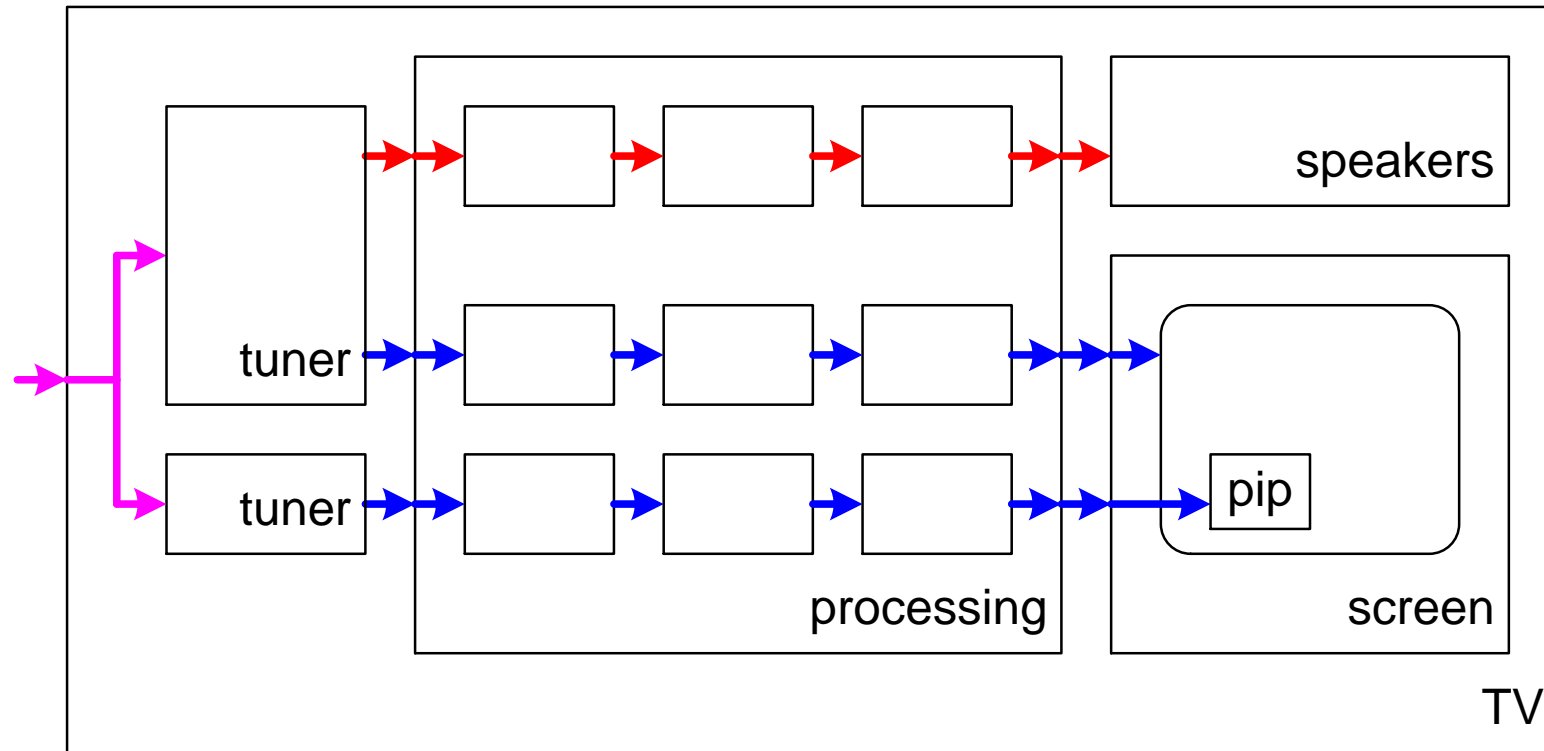 speakers
tuner
tuner
pip
processing
screen
TV